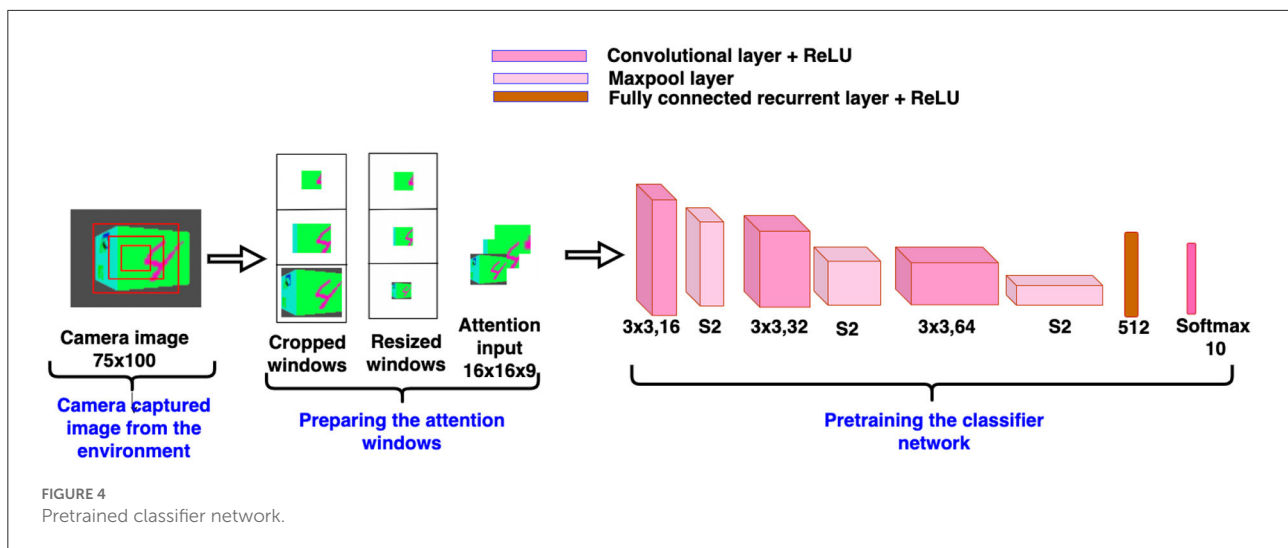 Convolutional layer + ReLU
Maxpool layer
Fully connected recurrent layer + ReLU
Camera image
75x100
Cropped
windows
Resized
windows
Attention
input
16x16x9
3x3,16
S2
3x3,32
S2
3x3,64
S2
512
Softmax
10
Camera captured
image from the
environment
Preparing the attention
windows
Pretraining the classifier
network
FIGURE 4
Pretrained classifier network.